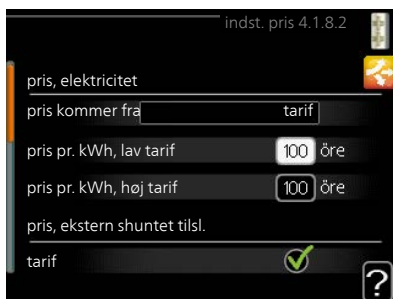 indst. pris 4.1.8.2
pris, elektricitet
pris kommer fra tarif
pris pr. kWh, lav tarif 100 öre
pris pr. kWh, høj tarif 100 öre
pris, ekstern shuntet tilsl.
tarif
?